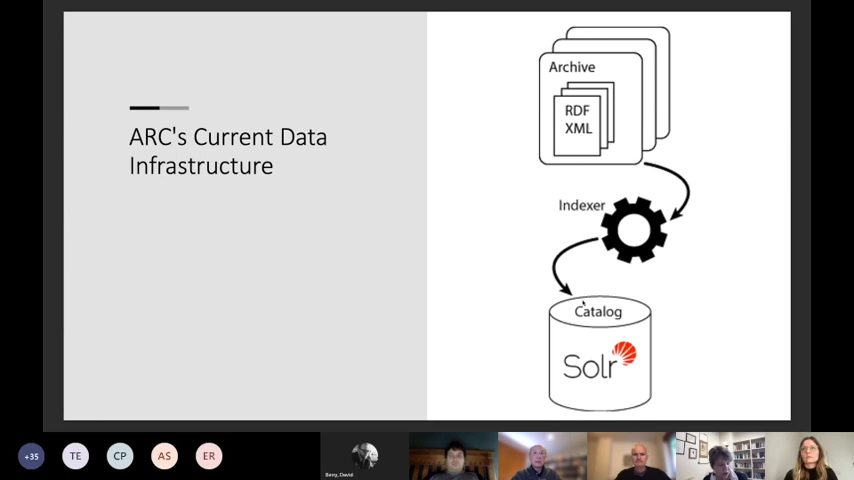 ARC's Current Data
Infrastructure
Archive
RDF
XML
Indexer
Catalog
Solr
+35
TE
CP
AS
ER
Berry, David